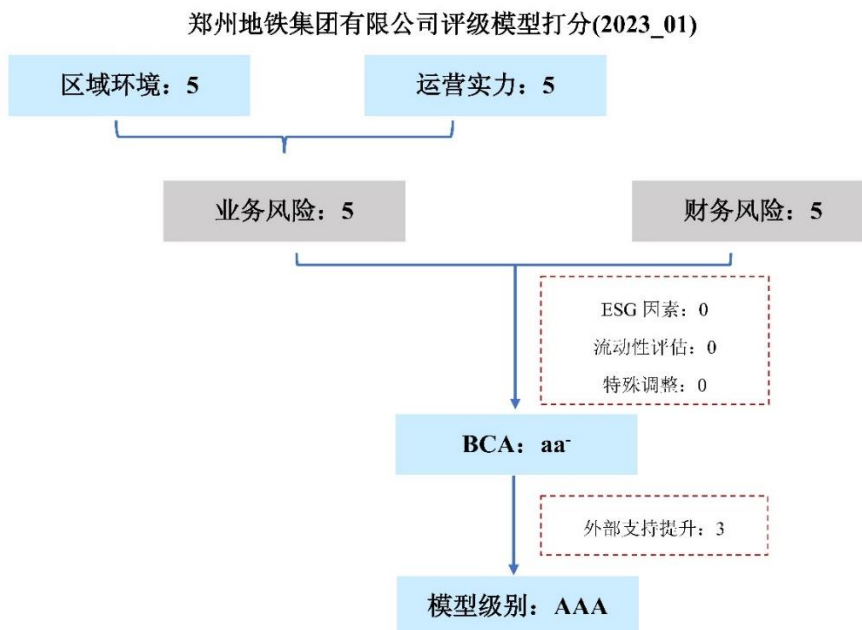 郑州地铁集团有限公司评级模型打分(2023_01)
区域环境：5
运营实力：5
业务风险：5
财务风险：5
ESG 因素：0
流动性评估：0
特殊调整：0
BCA：aa-
外部支持提升：3
模型级别：AAA